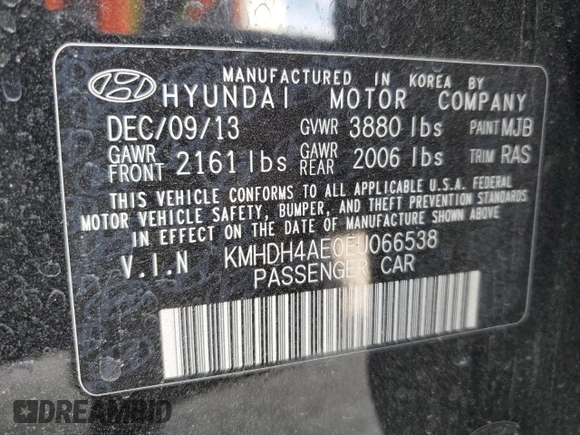 MANUFACTURED IN KOREA BY
HYUNDAI MOTOR COMPANY
DEC/09/13 GVWR 3880 lbs PAINT MJB
GAWR FRONT 2161 lbs GAWR REAR 2006 lbs TRIM RAS
THIS VEHICLE CONFORMS TO ALL APPLICABLE U.S.A. FEDERAL
MOTOR VEHICLE SAFETY, BUMPER, AND THEFT PREVENTION STANDARDS
IN EFFECT ON THE DATE OF MANUFACTURE SHOWN ABOVE
V.I.N KMHDH4AE0EU066538
PASSENGER CAR
DREAMBID